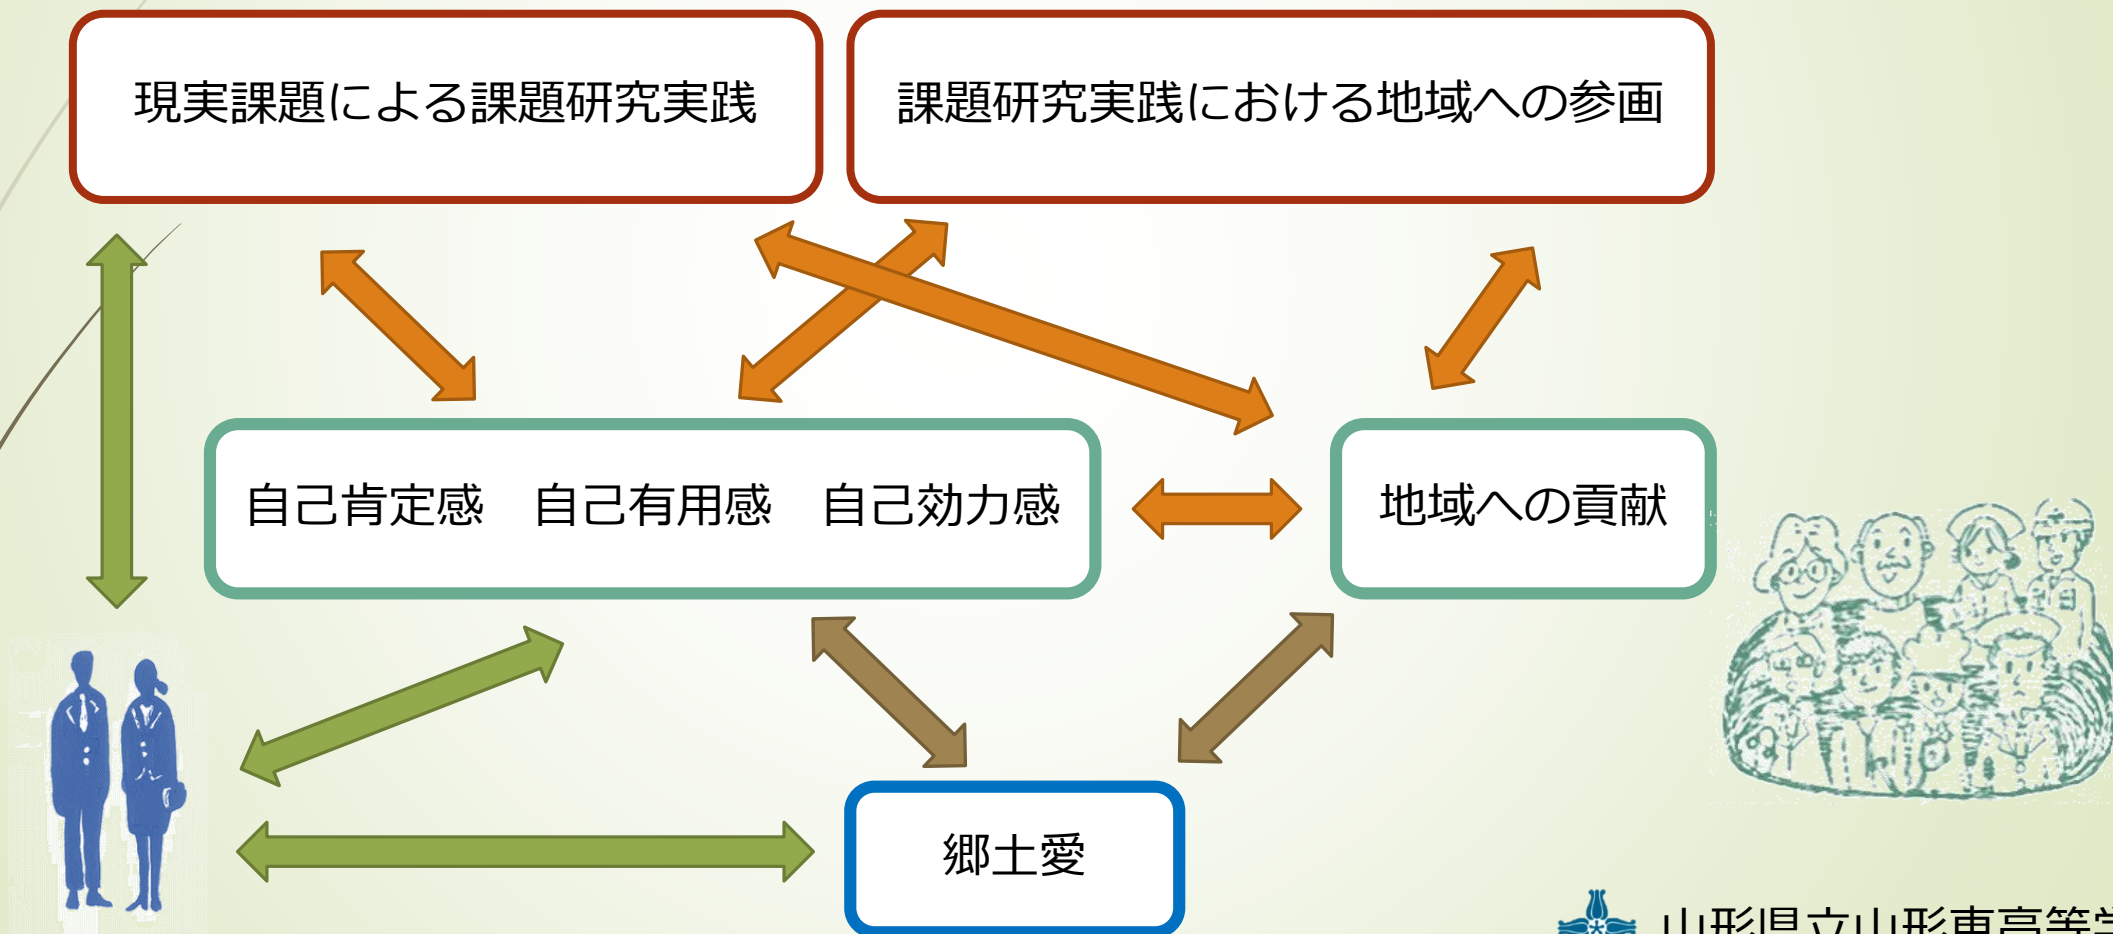 現実課題による課題研究実践
課題研究実践における地域への参画
自己肯定感　自己有用感　自己効力感
地域への貢献
郷土愛
山形県立山形東高等学